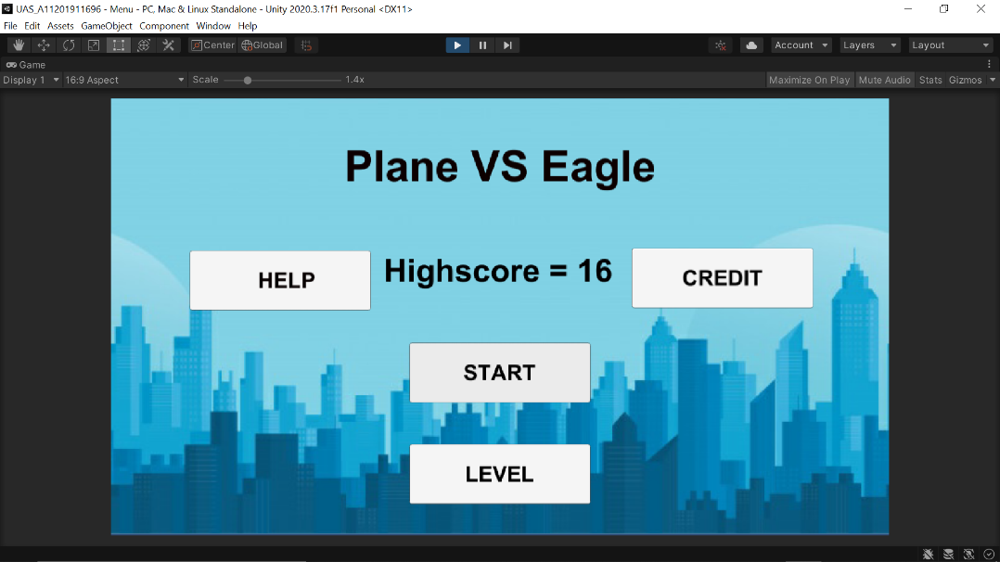 UAS_A11201911696 - Menu - PC, Mac & Linux Standalone - Unity 2020.3.17f1 Personal <DX11>
File Edit Assets GameObject Component Window Help
Center Global Account Layers Layout
Game
Display 1 16:9 Aspect Scale 1.4x Maximize On Play Mute Audio Stats Gizmos
Plane VS Eagle
HELP Highscore = 16 CREDIT
START
LEVEL